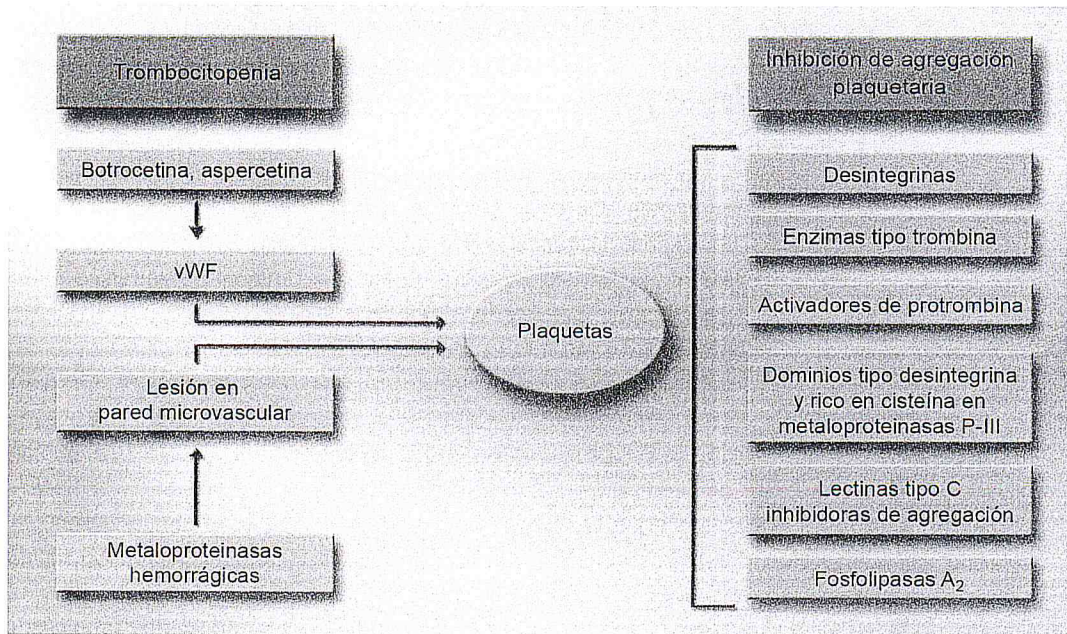 Trombocitopenia
Botrocetina, aspercetina
vWF
Lesión en
pared microvascular
Metaloproteinasas
hemorrágicas
Plaquetas
Inhibición de agregación
plaquetaria
Desintegrinas
Enzimas tipo trombina
Activadores de protrombina
Dominios tipo desintegrina
y rico en cisteína en
metaloproteinasas P-III
Lectinas tipo C
inhibidoras de agregación
Fosfolipasas A₂